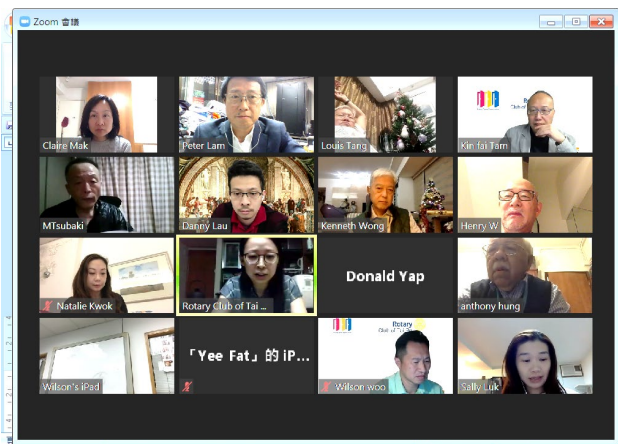 Zoom 會議
Claire Mak
Peter Lam
Louis Tang
Kin fai Tam
MTsubaki
Danny Lau
Kenneth Wong
Henry W
Natalie Kwok
Rotary Club of Tai ...
Donald Yap
anthony hung
Wilson's iPad
「Yee Fat」的 iP...
Rotary
Wilson woo
Sally Luk